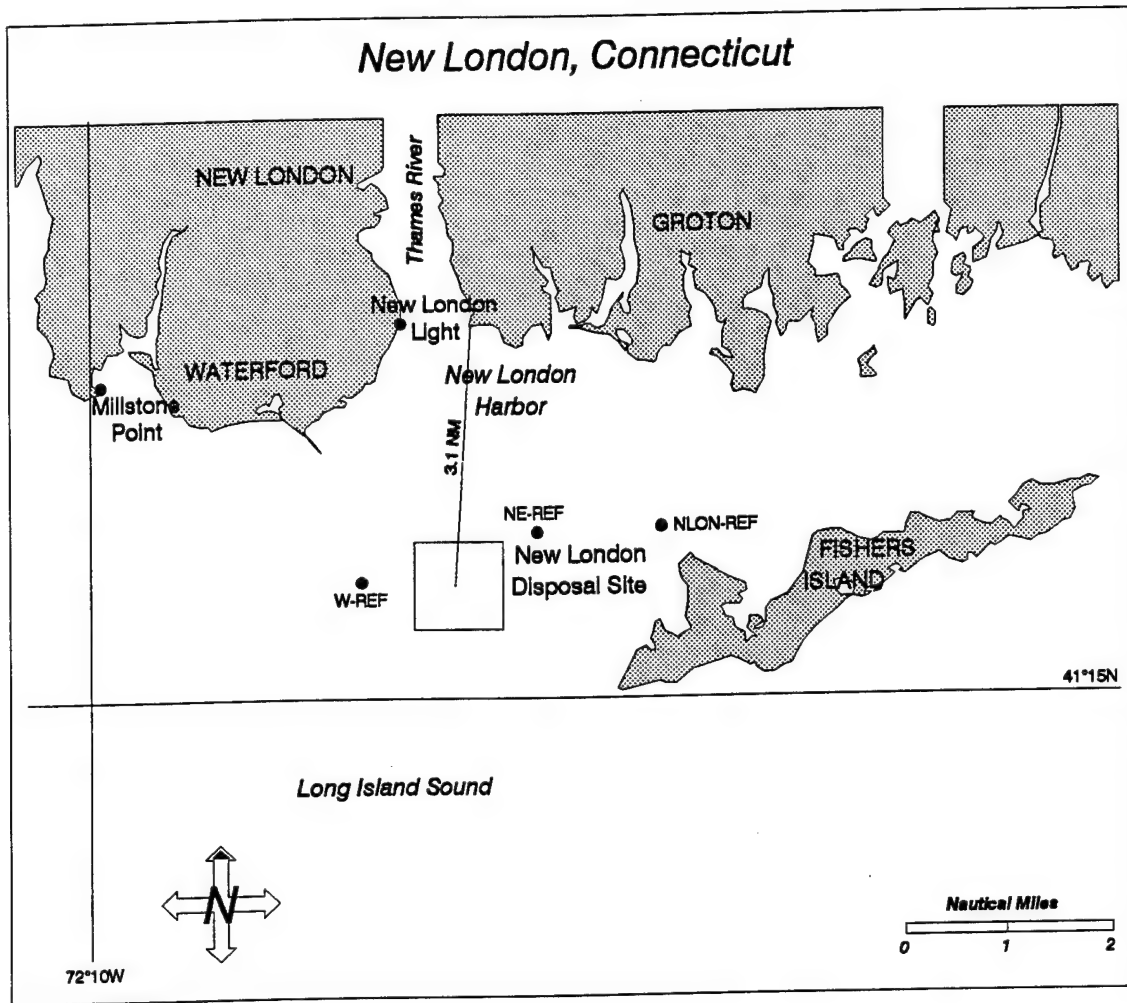 New London, Connecticut
NEW LONDON
Thames River
GROTON
New London
Light
WATERFORD
New London
Harbor
Millstone
Point
3.1 NM
NE-REF
NLON-REF
New London
Disposal Site
FISHERS
ISLAND
W-REF
41°15N
Long Island Sound
N
Nautical Miles
0 1 2
72°10W